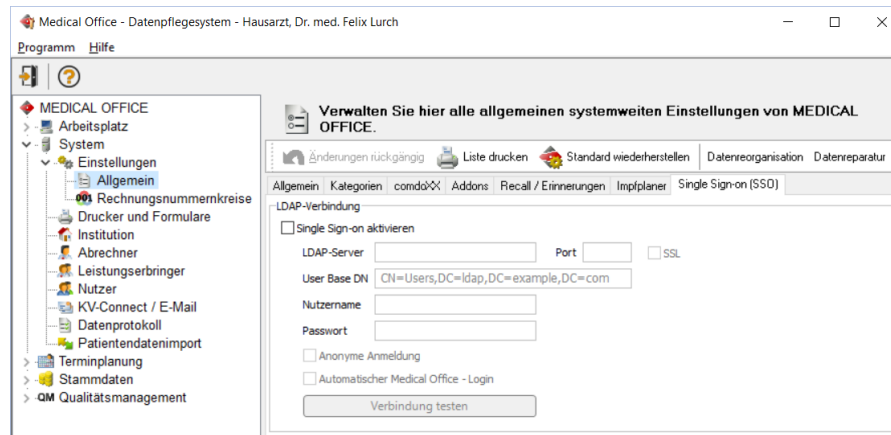 Medical Office - Datenpflegesystem - Hausarzt, Dr. med. Felix Lurch
Programm Hilfe
MEDICAL OFFICE
Arbeitsplatz
System
Einstellungen
Allgemein
001 Rechnungsnummernkreise
Drucker und Formulare
Institution
Abrechner
Leistungserbringer
Nutzer
KV-Connect / E-Mail
Datenprotokoll
Patientendatenimport
Terminplanung
Stammdaten
QM Qualitätsmanagement
Verwalten Sie hier alle allgemeinen systemweiten Einstellungen von MEDICAL
OFFICE.
Änderungen rückgängig Liste drucken Standard wiederherstellen Datenreorganisation Datenreparatur
Allgemein Kategorien comdoXX Addons Recall / Erinnerungen Impfplaner Single Sign-on (SSO)
LDAP-Verbindung
Single Sign-on aktivieren
LDAP-Server Port SSL
User Base DN CN=Users,DC=ldap,DC=example,DC=com
Nutzername
Passwort
Anonyme Anmeldung
Automatischer Medical Office - Login
Verbindung testen